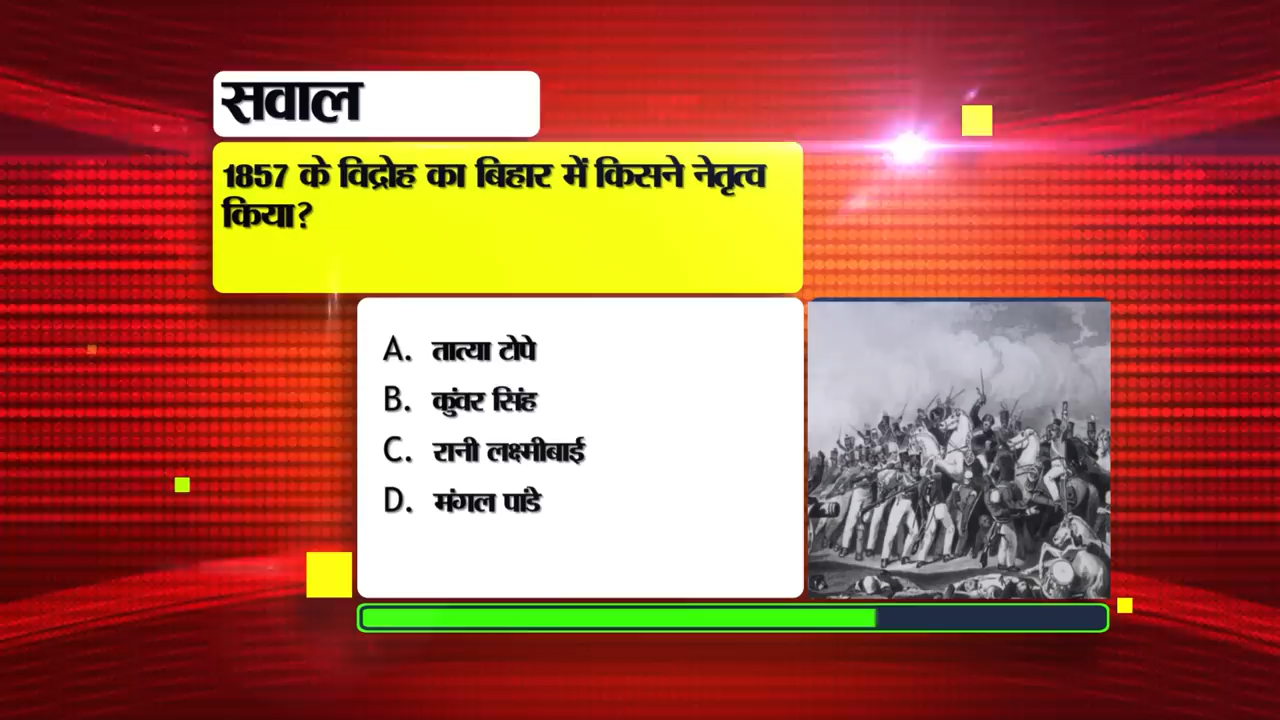 सवाल
1857 के विद्रोह का बिहार में किसने नेतृत्व
किया?
A. तात्या टोपे
B. कुंवर सिंह
C. रानी लक्ष्मीबाई
D. मंगल पांडे